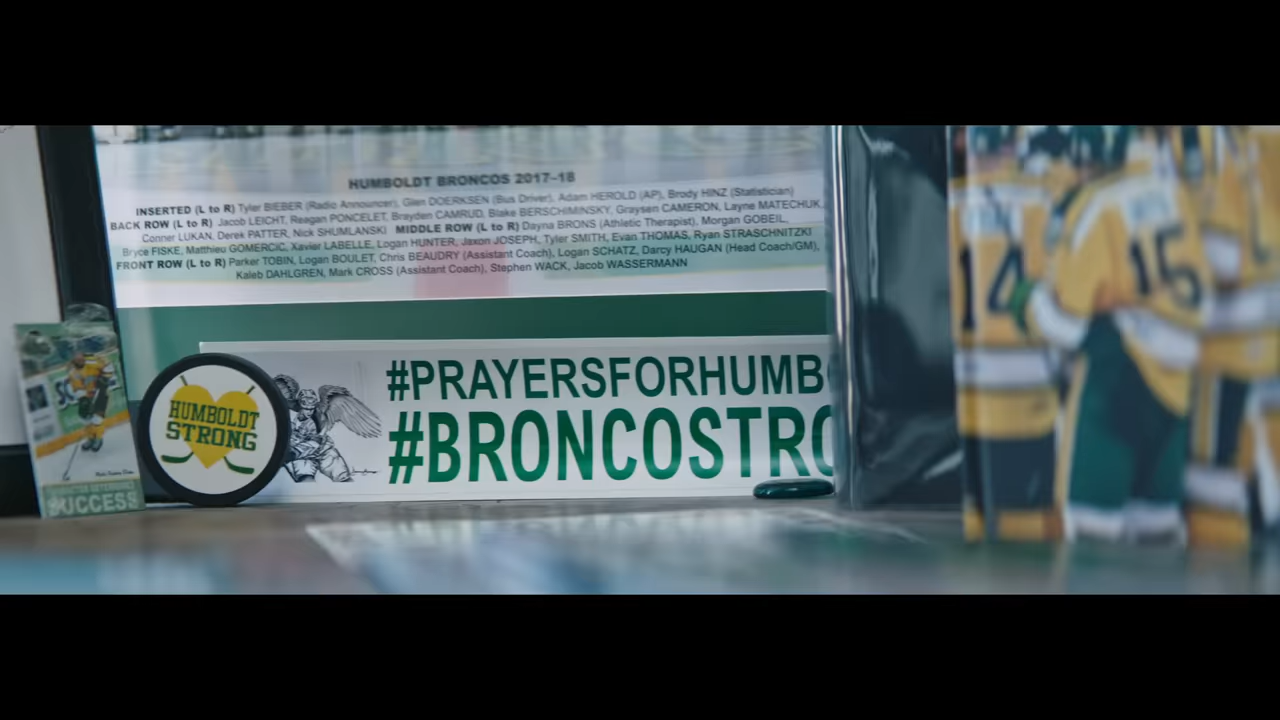 HUMBOLDT BRONCOS 2017-18
INSERTED (L to R) Tyler BIEBER (Radio Announcer), Glen DOERKSEN (Bus Driver), Adam HEROLD (AP), Brody HINZ (Statistician)
BACK ROW (L to R) Jacob LEICHT, Reagan PONCELET, Brayden CAMRUD, Blake BERSCHIMINSKY, Graysen CAMERON, Layne MATECHUK,
Conner LUKAN, Derek PATTER, Nick SHUMLANSKI MIDDLE ROW (L to R) Dayna BRONS (Athletic Therapist), Morgan GOBEIL,
Bryce FISKE, Matthieu GOMERCIC, Xavier LABELLE, Logan HUNTER, Jaxon JOSEPH, Tyler SMITH, Evan THOMAS, Ryan STRASCHNITZKI
FRONT ROW (L to R) Parker TOBIN, Logan BOULET, Chris BEAUDRY (Assistant Coach), Logan SCHATZ, Darcy HAUGAN (Head Coach/GM),
Kaleb DAHLGREN, Mark CROSS (Assistant Coach), Stephen WACK, Jacob WASSERMANN
#PRAYERSFORHUMBO
#BRONCOSTRO
HUMBOLDT
STRONG
SUCCESS
14
15